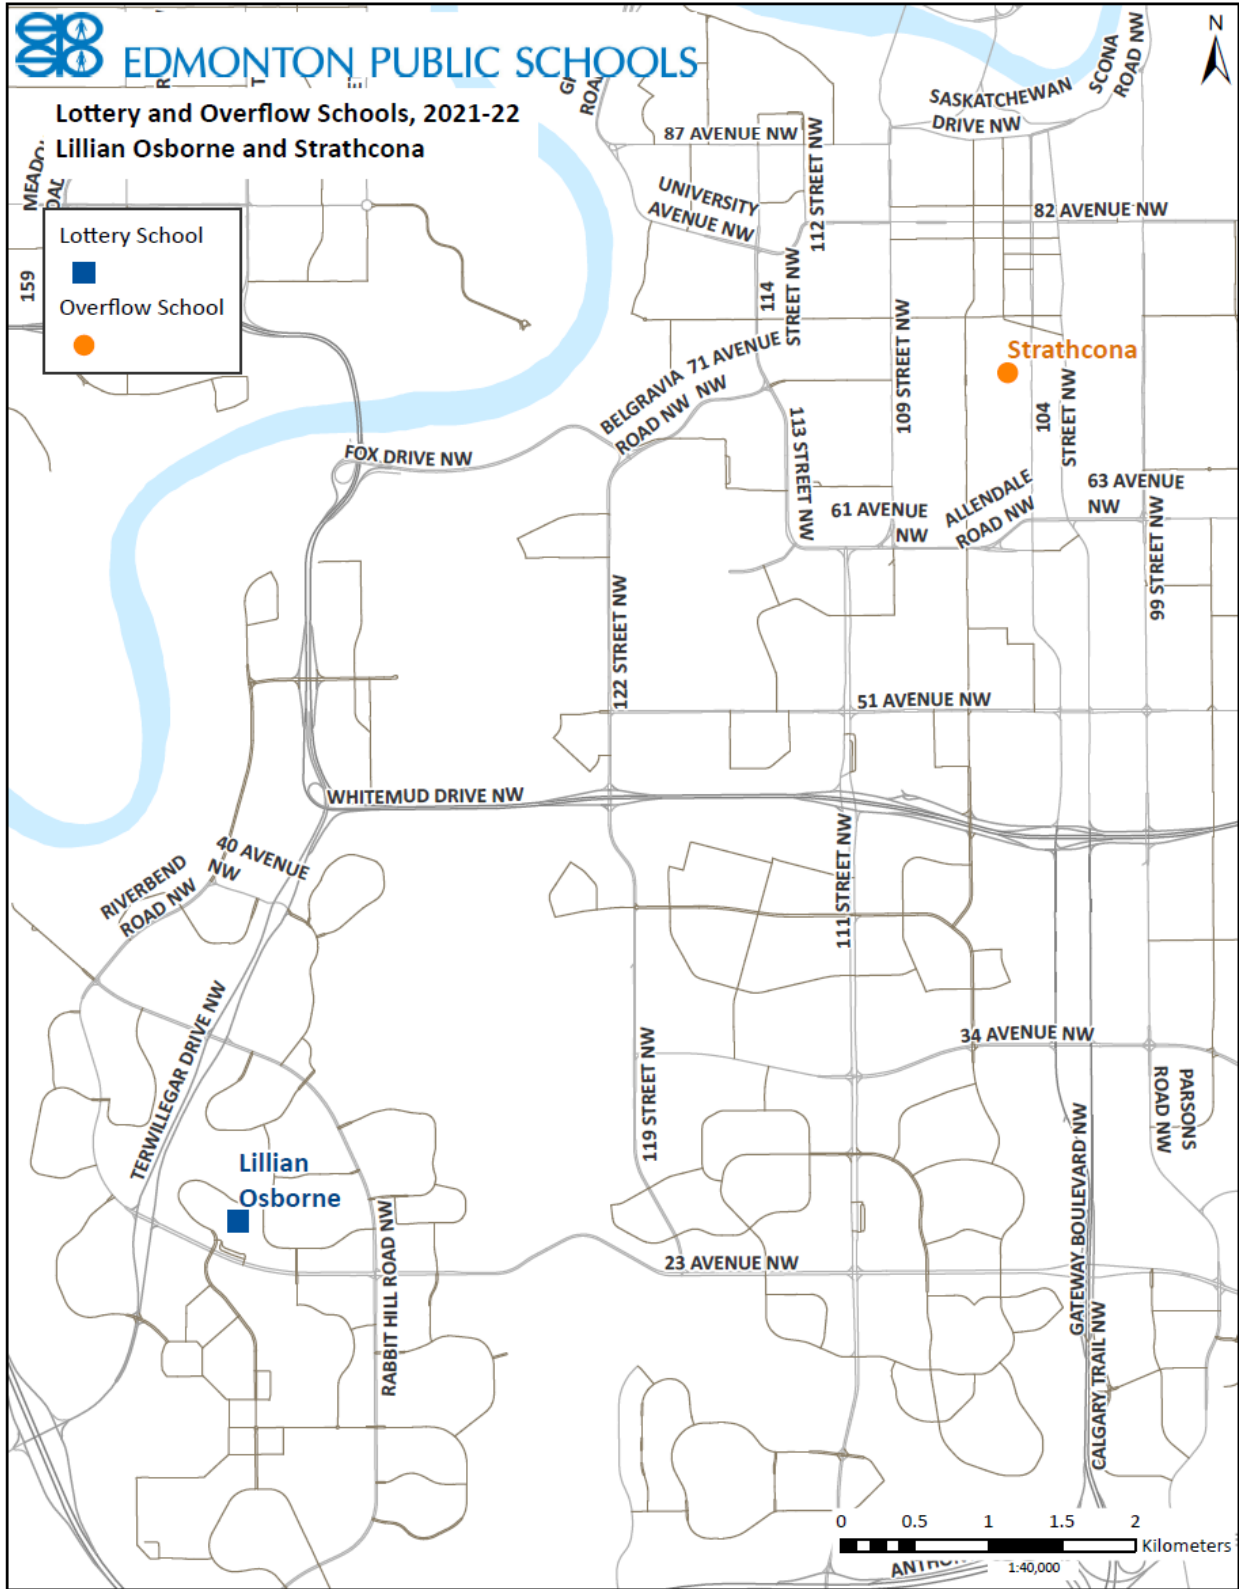 EDMONTON PUBLIC SCHOOLS
Lottery and Overflow Schools, 2021-22
Lillian Osborne and Strathcona
N
Lottery School
Overflow School
159
SCONA
ROAD NW
SASKATCHEWAN
DRIVE NW
87 AVENUE NW
112 STREET NW
UNIVERSITY
AVENUE NW
82 AVENUE NW
114
STREET NW
109 STREET NW
Strathcona
71 AVENUE
NW
BELGRAVIA
ROAD NW
104
STREET NW
113 STREET NW
FOX DRIVE NW
61 AVENUE
NW
ALLENDALE
ROAD NW
63 AVENUE
NW
99 STREET NW
122 STREET NW
51 AVENUE NW
WHITEMUD DRIVE NW
40 AVENUE
NW
RIVERBEND
ROAD NW
111 STREET NW
TERWILLEGAR DRIVE NW
34 AVENUE NW
119 STREET NW
PARSONS
ROAD NW
Lillian
Osborne
GATEWAY BOULEVARD NW
RABBIT HILL ROAD NW
23 AVENUE NW
CALGARY TRAIL NW
0 0.5 1 1.5 2
Kilometers
1:40,000